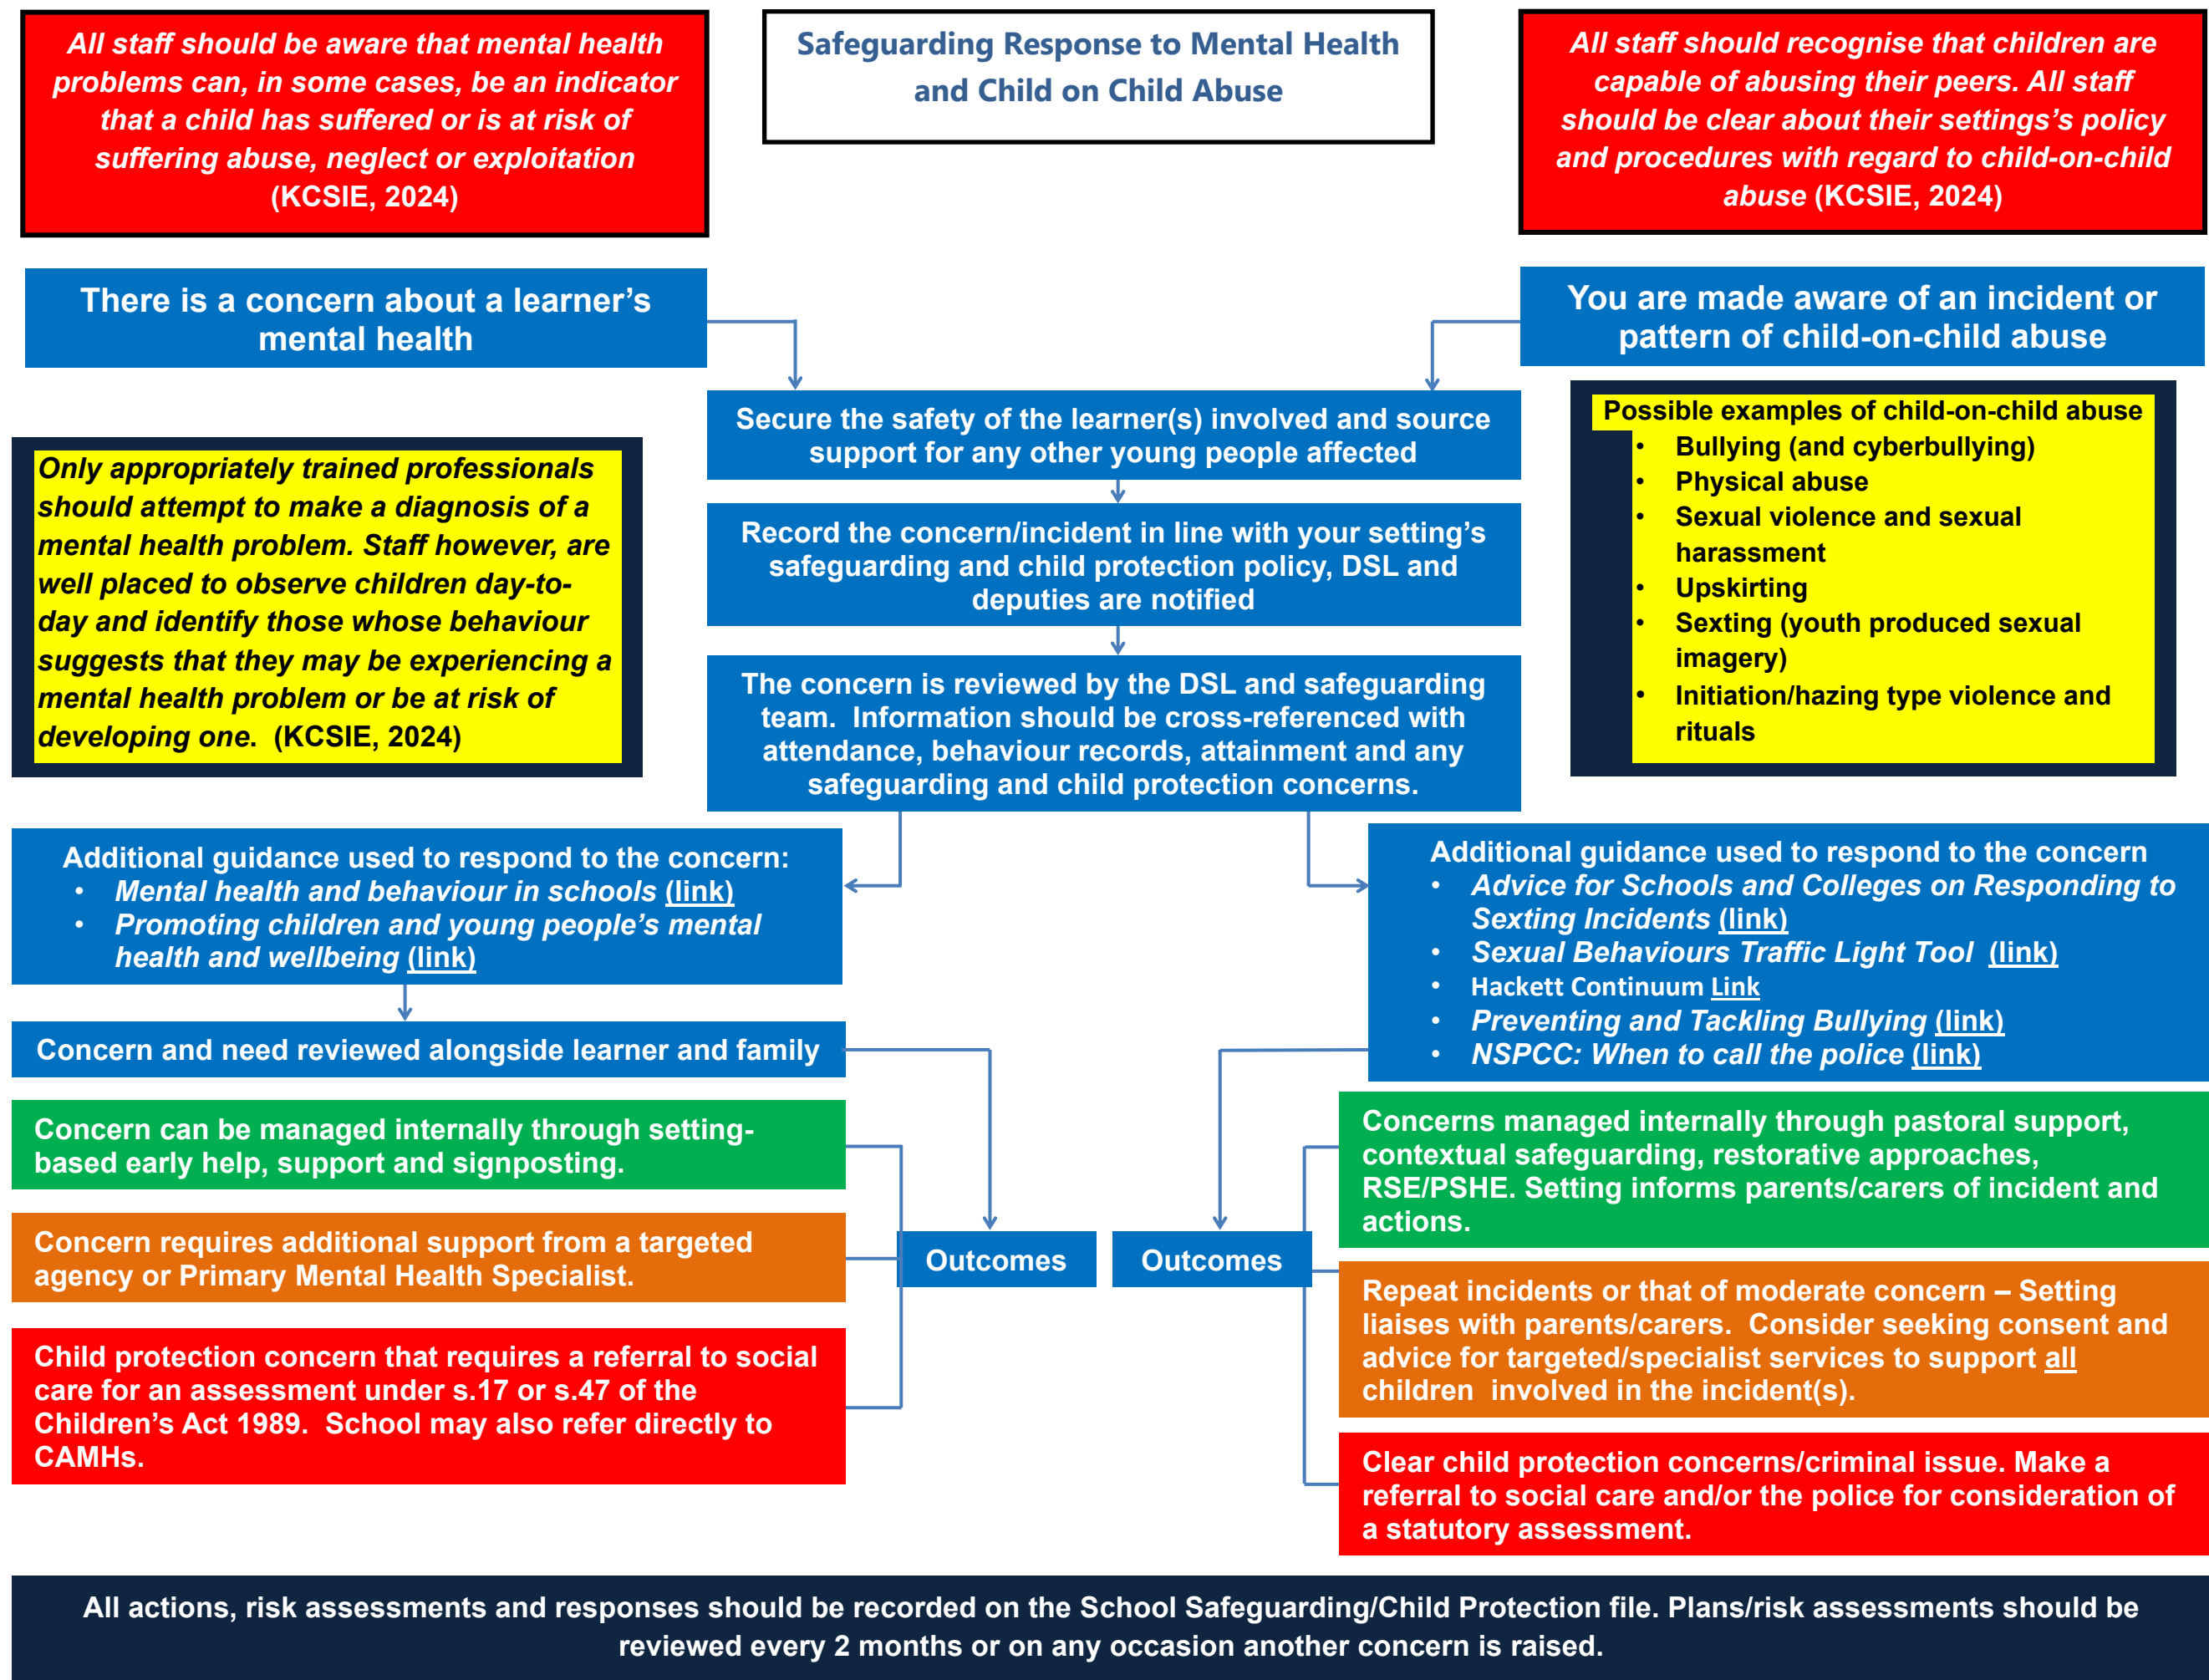 All staff should be aware that mental health
problems can, in some cases, be an indicator
that a child has suffered or is at risk of
suffering abuse, neglect or exploitation
(KCSIE, 2024)
Safeguarding Response to Mental Health
and Child on Child Abuse
All staff should recognise that children are
capable of abusing their peers. All staff
should be clear about their settings's policy
and procedures with regard to child-on-child
abuse (KCSIE, 2024)
There is a concern about a learner's
mental health
You are made aware of an incident or
pattern of child-on-child abuse
Secure the safety of the learner(s) involved and source
support for any other young people affected
Only appropriately trained professionals
should attempt to make a diagnosis of a
mental health problem. Staff however, are
well placed to observe children day-to-
day and identify those whose behaviour
suggests that they may be experiencing a
mental health problem or be at risk of
developing one.  (KCSIE, 2024)
Record the concern/incident in line with your setting's
safeguarding and child protection policy, DSL and
deputies are notified
Possible examples of child-on-child abuse
• Bullying (and cyberbullying)
• Physical abuse
• Sexual violence and sexual
harassment
• Upskirting
• Sexting (youth produced sexual
imagery)
• Initiation/hazing type violence and
rituals
The concern is reviewed by the DSL and safeguarding
team.  Information should be cross-referenced with
attendance, behaviour records, attainment and any
safeguarding and child protection concerns.
Additional guidance used to respond to the concern:
• Mental health and behaviour in schools (link)
• Promoting children and young people's mental
health and wellbeing (link)
Additional guidance used to respond to the concern
• Advice for Schools and Colleges on Responding to
Sexting Incidents (link)
• Sexual Behaviours Traffic Light Tool  (link)
• Hackett Continuum Link
• Preventing and Tackling Bullying (link)
• NSPCC: When to call the police (link)
Concern and need reviewed alongside learner and family
Concern can be managed internally through setting-
based early help, support and signposting.
Concern requires additional support from a targeted
agency or Primary Mental Health Specialist.
Child protection concern that requires a referral to social
care for an assessment under s.17 or s.47 of the
Children's Act 1989.  School may also refer directly to
CAMHs.
Outcomes
Outcomes
Concerns managed internally through pastoral support,
contextual safeguarding, restorative approaches,
RSE/PSHE. Setting informs parents/carers of incident and
actions.
Repeat incidents or that of moderate concern – Setting
liaises with parents/carers.  Consider seeking consent and
advice for targeted/specialist services to support all
children  involved in the incident(s).
Clear child protection concerns/criminal issue. Make a
referral to social care and/or the police for consideration of
a statutory assessment.
All actions, risk assessments and responses should be recorded on the School Safeguarding/Child Protection file. Plans/risk assessments should be
reviewed every 2 months or on any occasion another concern is raised.